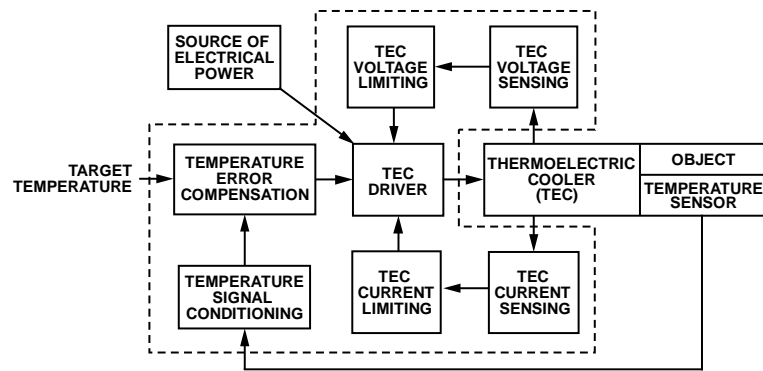 SOURCE OF
ELECTRICAL
POWER
TEC
VOLTAGE
LIMITING
TEC
VOLTAGE
SENSING
TARGET
TEMPERATURE
TEMPERATURE
ERROR
COMPENSATION
TEC
DRIVER
THERMOELECTRIC
COOLER
(TEC)
OBJECT
TEMPERATURE
SENSOR
TEMPERATURE
SIGNAL
CONDITIONING
TEC
CURRENT
LIMITING
TEC
CURRENT
SENSING